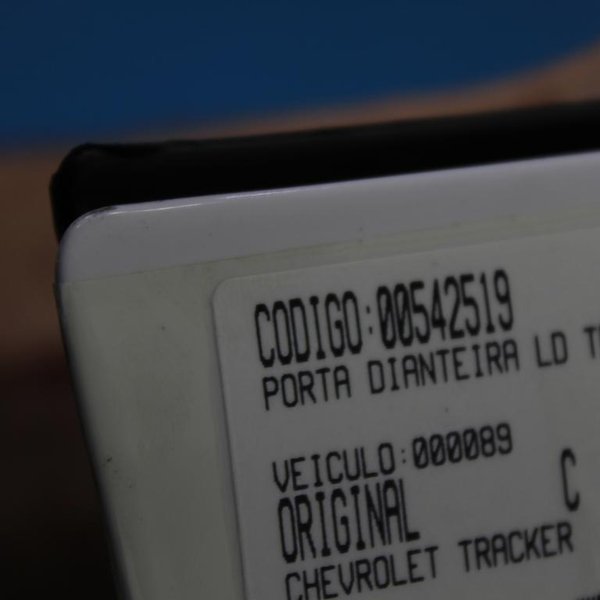 CODIGO:00542519
PORTA DIANTEIRA LD
VEICULO:000089
ORIGINAL C
CHEVROLET TRACKER